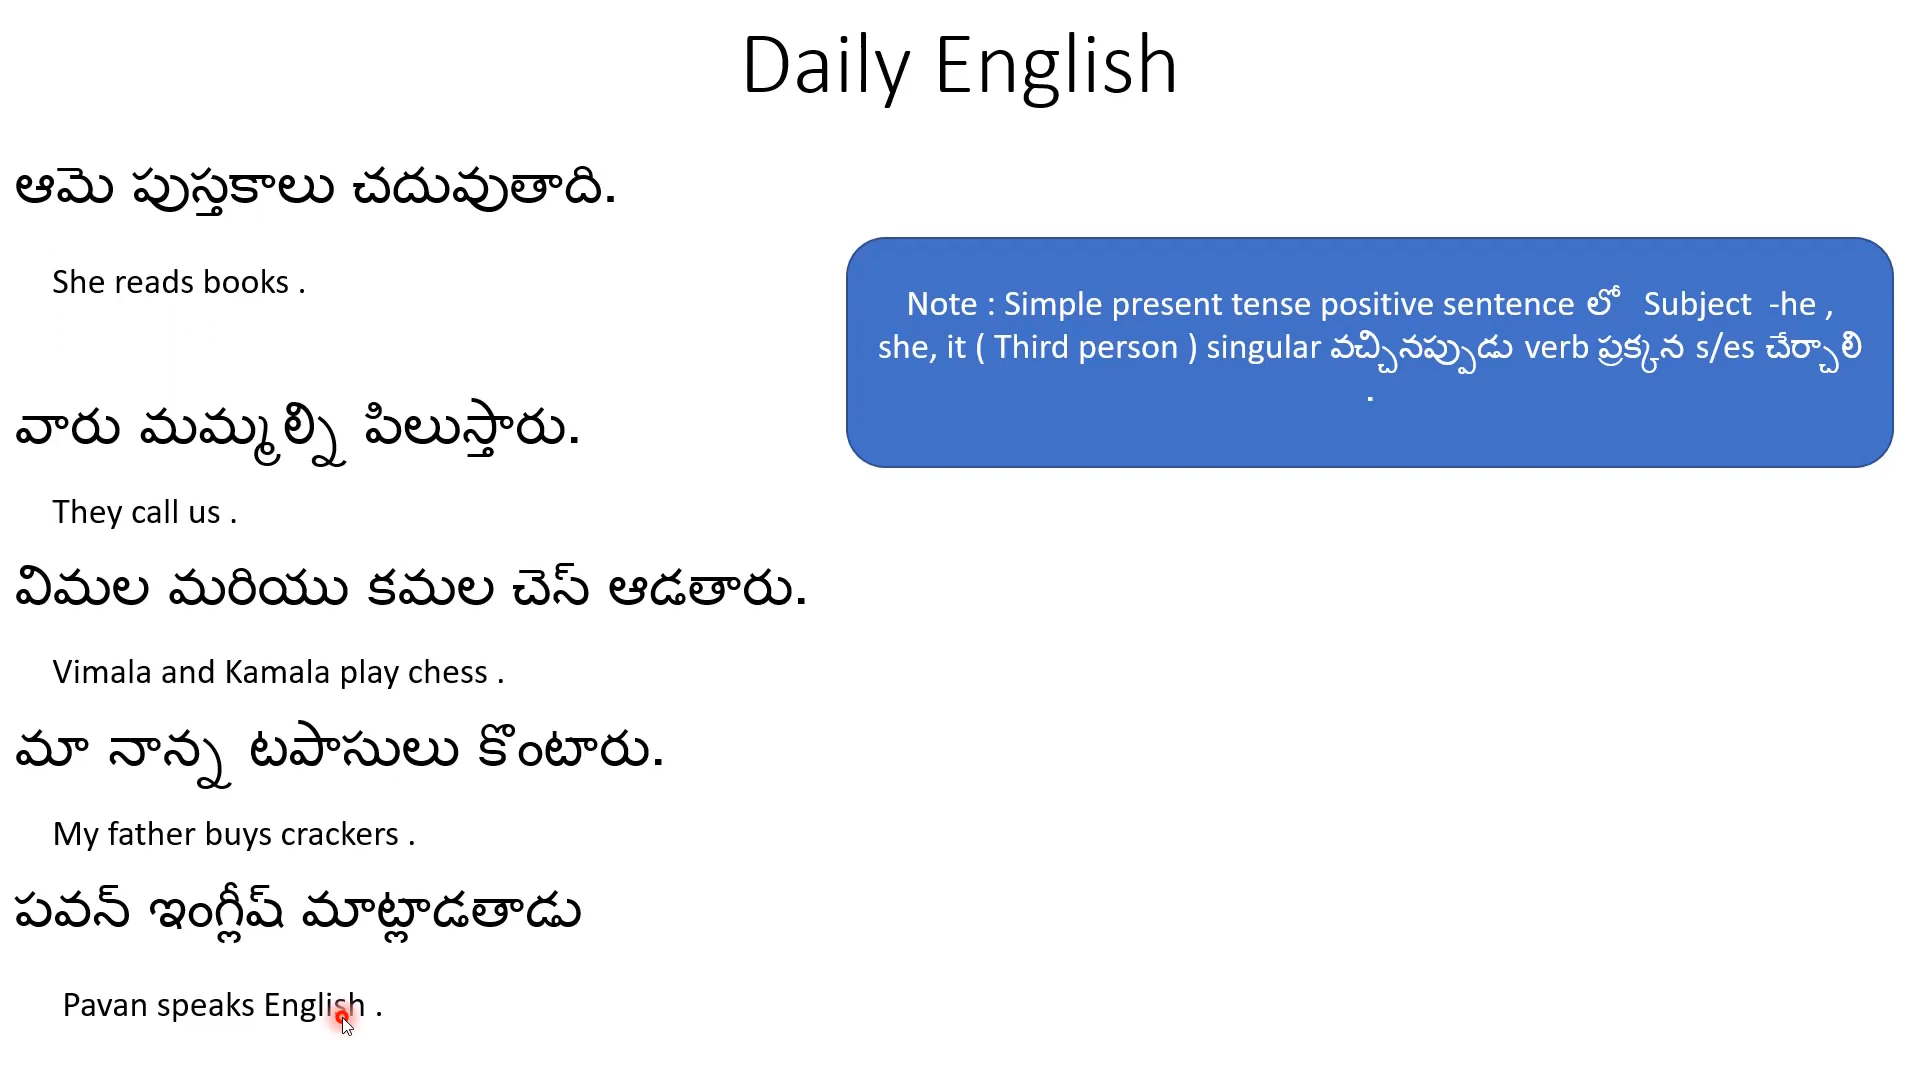 Daily English
ఆమె పుస్తకాలు చదువుతాది.
She reads books .
వారు మమ్మల్ని పిలుస్తారు.
They call us .
విమల మరియు కమల చెస్ ఆడతారు.
Vimala and Kamala play chess .
మా నాన్న టపాసులు కొంటారు.
My father buys crackers .
పవన్ ఇంగ్లీష్ మాట్లాడతాడు
Pavan speaks English .
Note : Simple present tense positive sentence లో Subject -he ,
she, it ( Third person ) singular వచ్చినప్పుడు verb ప్రక్కన s/es చేర్చాలి
.